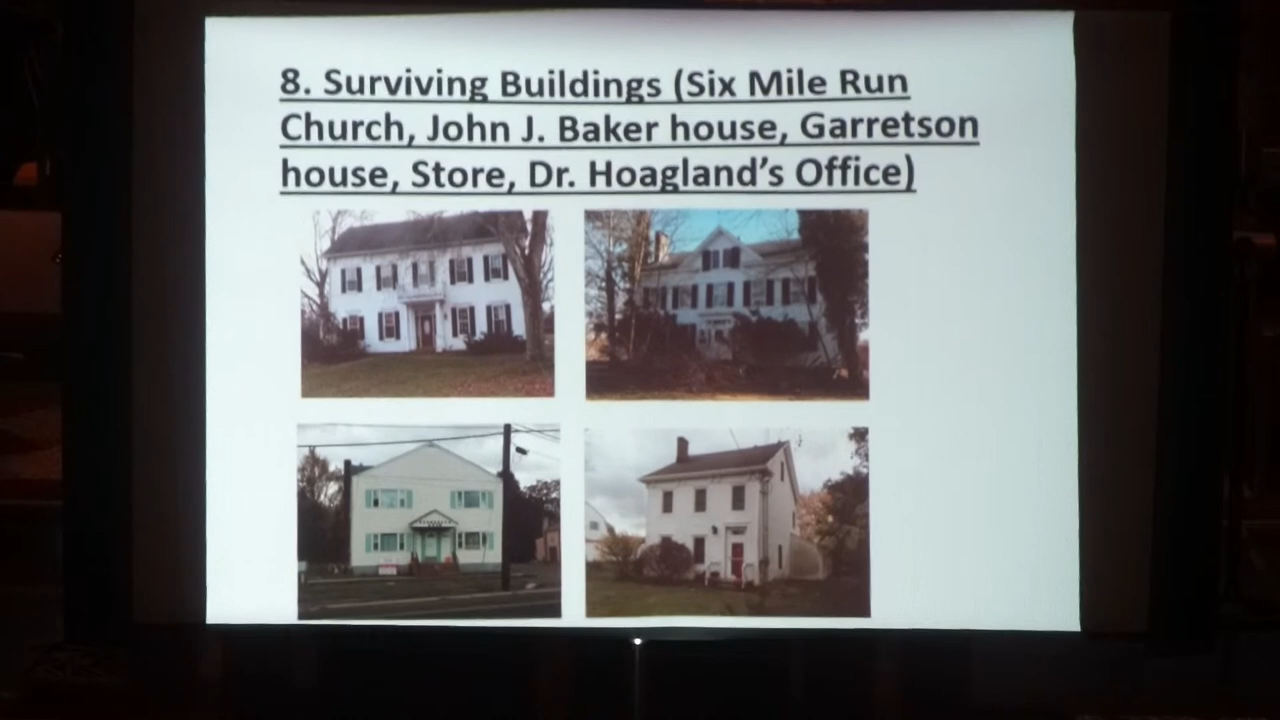 8. Surviving Buildings (Six Mile Run
Church, John J. Baker house, Garretson
house, Store, Dr. Hoagland's Office)